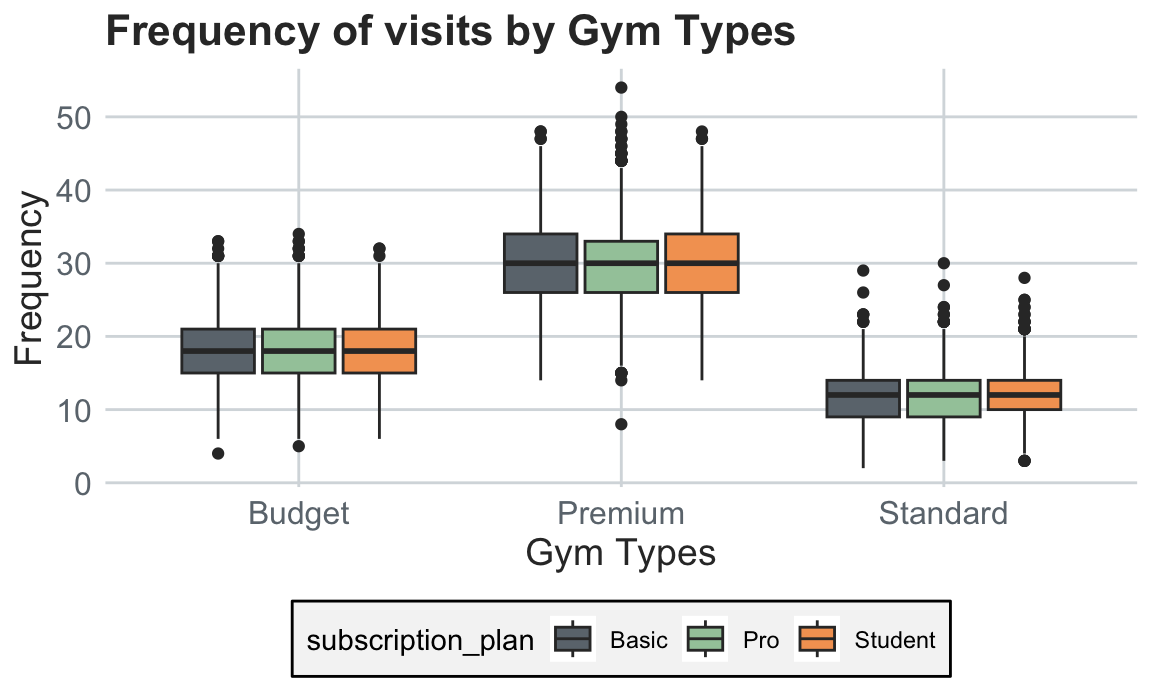 Frequency of visits by Gym Types
Frequency
50
40
30
20
10
0
Budget Premium Standard
Gym Types
subscription_plan Basic Pro Student